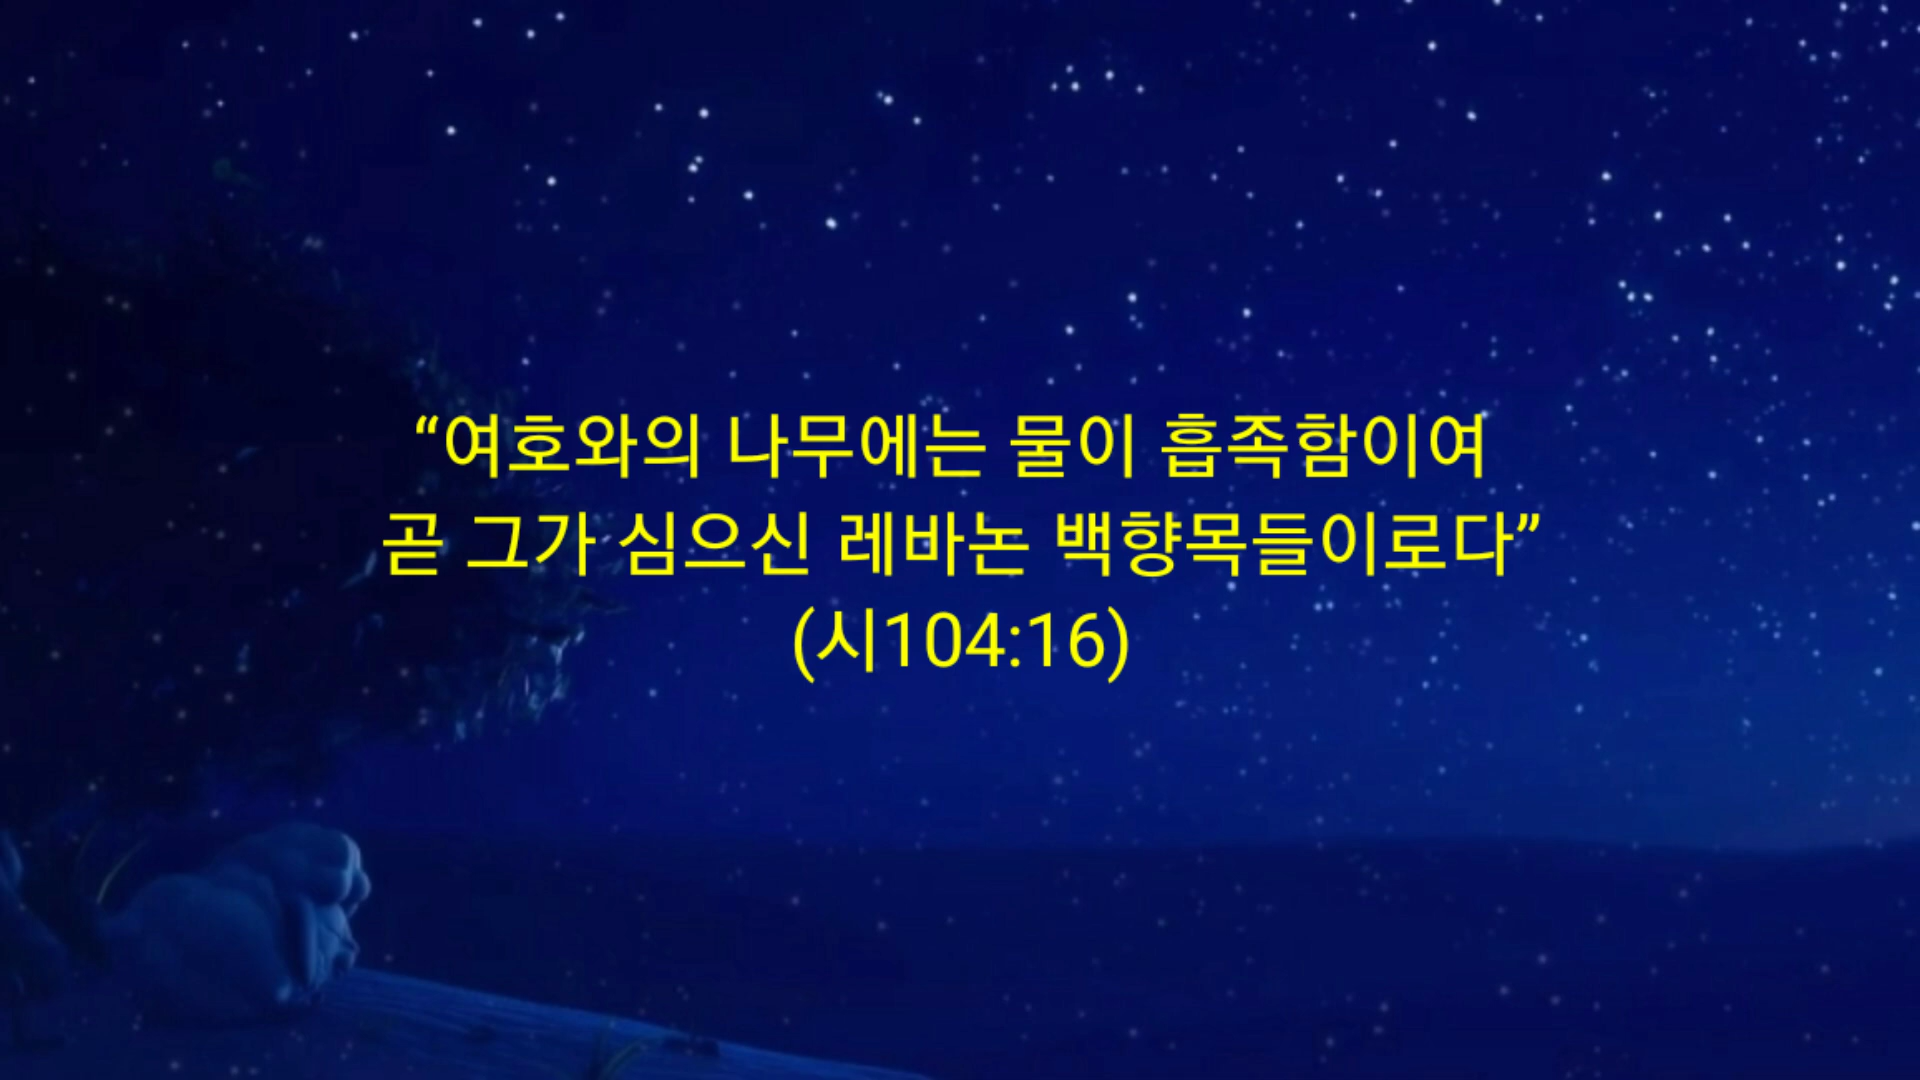 “여호와의 나무에는 물이 흡족함이여
곧 그가 심으신 레바논 백향목들이로다”
(시104:16)